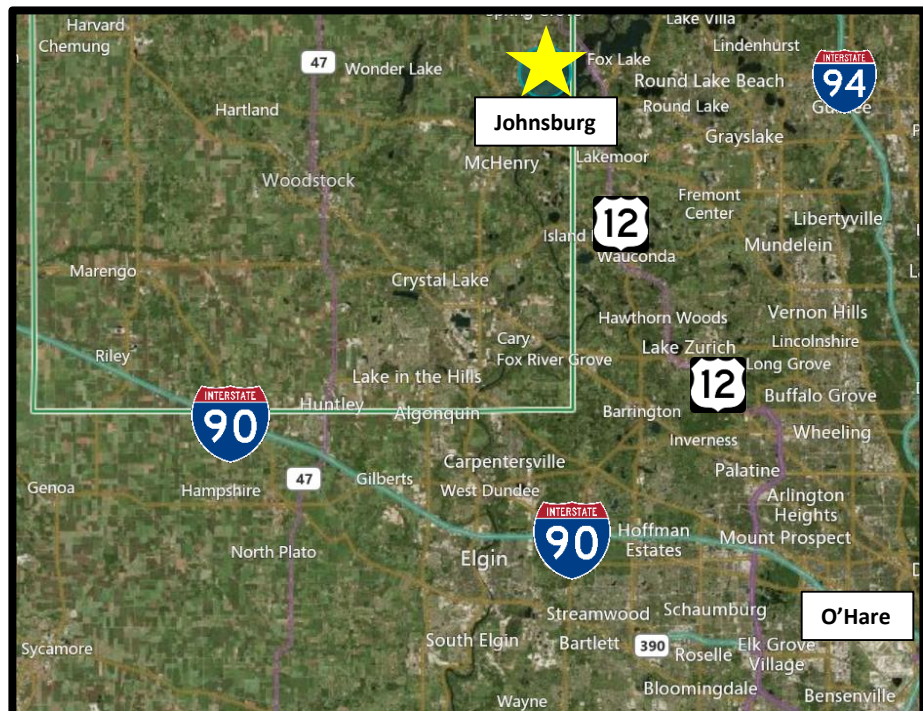 Spring Grove
Harvard
Chemung
Lake Villa
Lindenhurst
47
Wonder Lake
Fox Lake
Round Lake Beach
INTERSTATE
94
Hartland
Johnsburg
Round Lake
Gurnee
Grayslake
McHenry
Lakemoor
Woodstock
Fremont
Center
12
Libertyville
Island
Mundelein
Wauconda
Marengo
Crystal Lake
Hawthorn Woods
Vernon Hills
Cary
Lincolnshire
Riley
Fox River Grove
Lake Zurich
Long Grove
Lake in the Hills
12
Buffalo Grove
INTERSTATE
90
Huntley
Algonquin
Barrington
Wheeling
Inverness
Carpentersville
Palatine
47
Gilberts
Genoa
Hampshire
West Dundee
Arlington
Heights
INTERSTATE
90
Hoffman
Estates
Mount Prospect
North Plato
Elgin
O’Hare
Streamwood
Schaumburg
South Elgin
Bartlett
390
Roselle
Elk Grove
Village
Sycamore
Bloomingdale
Bensenville
Wayne